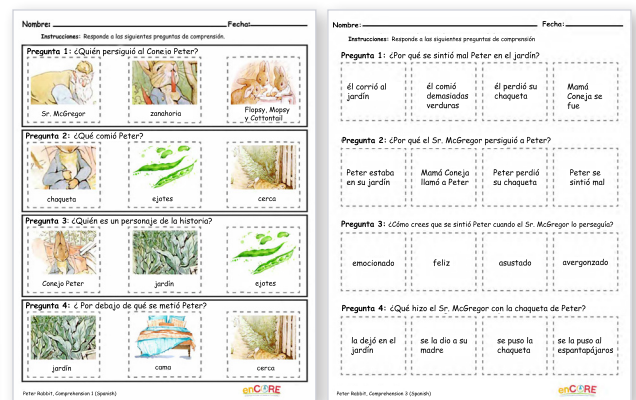 Nombre:
Fecha:
Instrucciones: Responde a las siguientes preguntas de comprensión.
Pregunta 1: ¿Quién persiguió al Conejo Peter?
Sr. McGregor
zanahoria
Flopsy, Mopsy
y Cottontail
Pregunta 2: ¿Qué comió Peter?
chaqueta
ejotes
cerca
Pregunta 3: ¿Quién es un personaje de la historia?
Conejo Peter
jardín
ejotes
Pregunta 4: ¿ Por debajo de qué se metió Peter?
jardín
cama
cerca
Peter Rabbit, Comprehension 1 (Spanish)
enCORE
Nombre:
Fecha:
Instrucciones: Responde a las siguientes preguntas de comprensión
Pregunta 1: ¿Por qué se sintió mal Peter en el jardín?
él corrió al
jardín
él comió
demasiadas
verduras
él perdió su
chaqueta
Mamá
Coneja se
fue
Pregunta 2: ¿Por qué el Sr. McGregor persiguió a Peter?
Peter estaba
en su jardín
Mamá Coneja
llamó a Peter
Peter perdió
su chaqueta
Peter se
sintió mal
Pregunta 3: ¿Cómo crees que se sintió Peter cuando el Sr. McGregor lo perseguía?
emocionado
feliz
asustado
avergonzado
Pregunta 4: ¿Qué hizo el Sr. McGregor con la chaqueta de Peter?
la dejó en el
jardín
se la dio a su
madre
se puso la
chaqueta
se la puso al
espantapájaros
Peter Rabbit, Comprehension 3 (Spanish)
enCORE